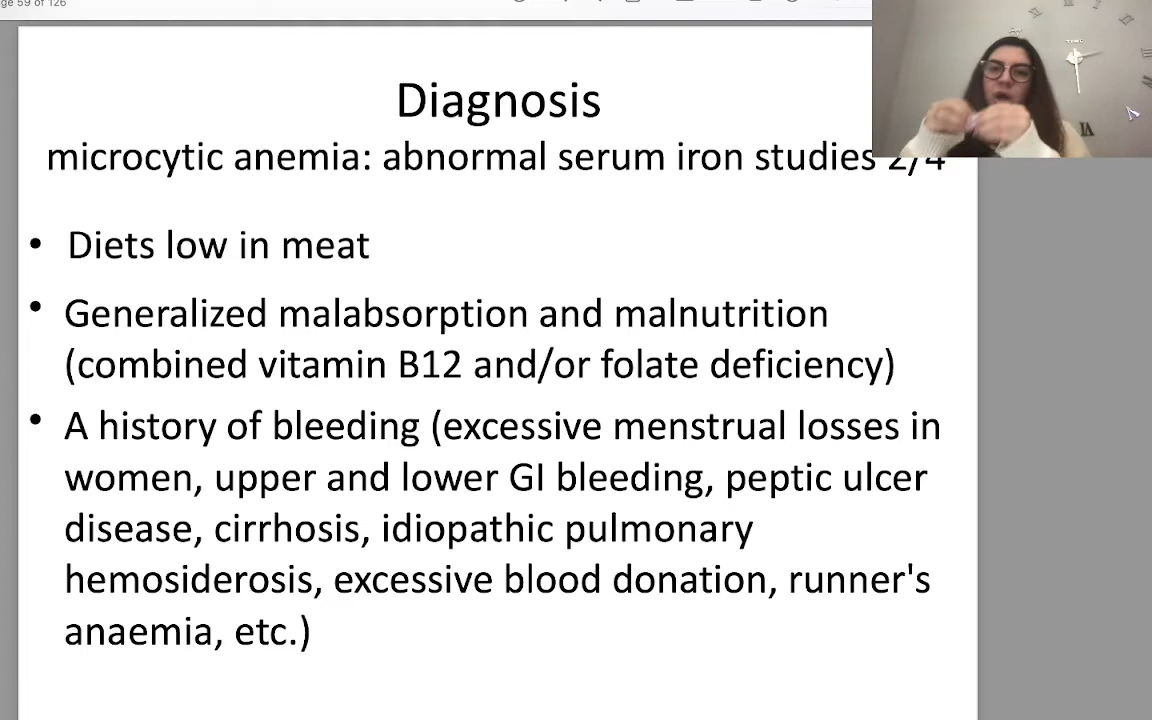 ge 59 of 126
Diagnosis
microcytic anemia: abnormal serum iron studies 2/4
• Diets low in meat
• Generalized malabsorption and malnutrition
(combined vitamin B12 and/or folate deficiency)
• A history of bleeding (excessive menstrual losses in
women, upper and lower GI bleeding, peptic ulcer
disease, cirrhosis, idiopathic pulmonary
hemosiderosis, excessive blood donation, runner's
anaemia, etc.)